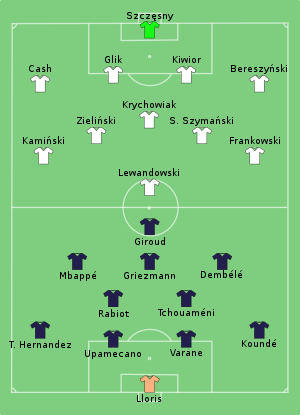 Szczęsny
Cash
Glik
Kiwior
Bereszyński
Krychowiak
Zieliński
S. Szymański
Kamiński
Frankowski
Lewandowski
Giroud
Mbappé
Griezmann
Dembélé
Rabiot
Tchouaméni
T. Hernandez
Upamecano
Varane
Koundé
Lloris